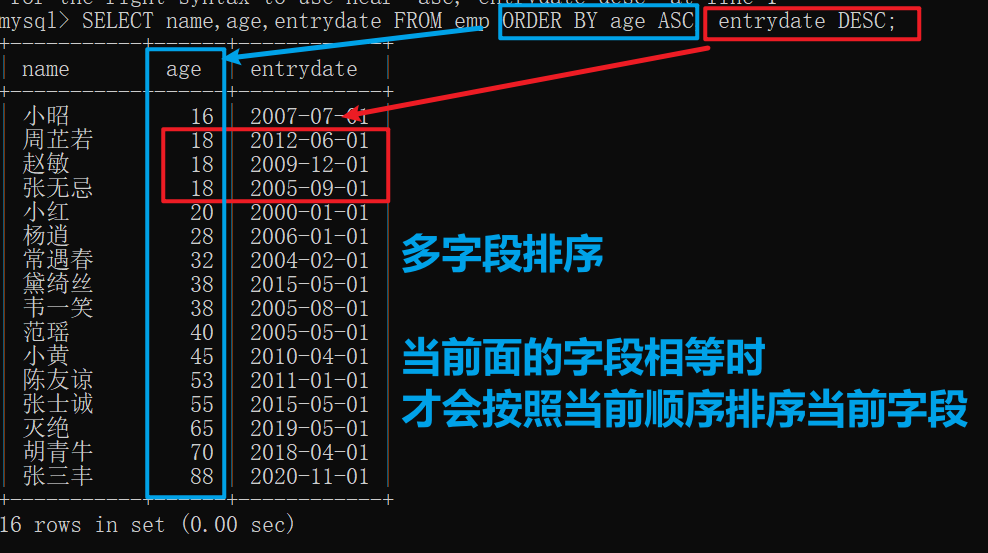 for the right syntax to use near 'asc, entrydate desc' at line 1
mysql> SELECT name,age,entrydate FROM emp ORDER BY age ASC, entrydate DESC;
name age entrydate
小昭 16 2007-07-01
周芷若 18 2012-06-01
赵敏 18 2009-12-01
张无忌 18 2005-09-01
小红 20 2000-01-01
杨逍 28 2006-01-01
常遇春 32 2004-02-01
黛绮丝 38 2015-05-01
韦一笑 38 2005-08-01
范瑶 40 2005-05-01
小黄 45 2010-04-01
陈友谅 53 2011-01-01
张士诚 55 2015-05-01
灭绝 65 2019-05-01
胡青牛 70 2018-04-01
张三丰 88 2020-11-01
16 rows in set (0.00 sec)
多字段排序
当前面的字段相等时
才会按照当前顺序排序当前字段